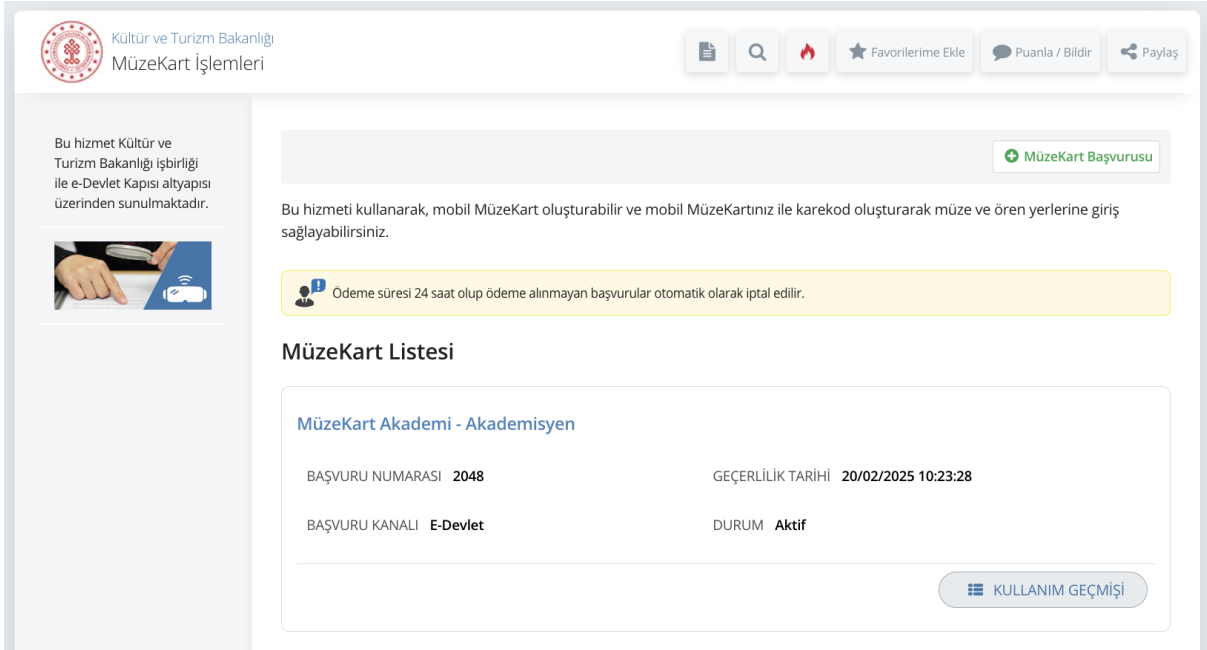 Kültür ve Turizm Bakanlığı
MüzeKart İşlemleri
Favorilerime Ekle
Puanla / Bildir
Paylaş
Bu hizmet Kültür ve
Turizm Bakanlığı işbirliği
ile e-Devlet Kapısı altyapısı
üzerinden sunulmaktadır.
MüzeKart Başvurusu
Bu hizmeti kullanarak, mobil MüzeKart oluşturabilir ve mobil MüzeKartınız ile karekod oluşturarak müze ve ören yerlerine giriş
sağlayabilirsiniz.
Ödeme süresi 24 saat olup ödeme alınmayan başvurular otomatik olarak iptal edilir.
MüzeKart Listesi
MüzeKart Akademi - Akademisyen
BAŞVURU NUMARASI 2048
GEÇERLİLİK TARİHİ 20/02/2025 10:23:28
BAŞVURU KANALI E-Devlet
DURUM Aktif
KULLANIM GEÇMİŞİ